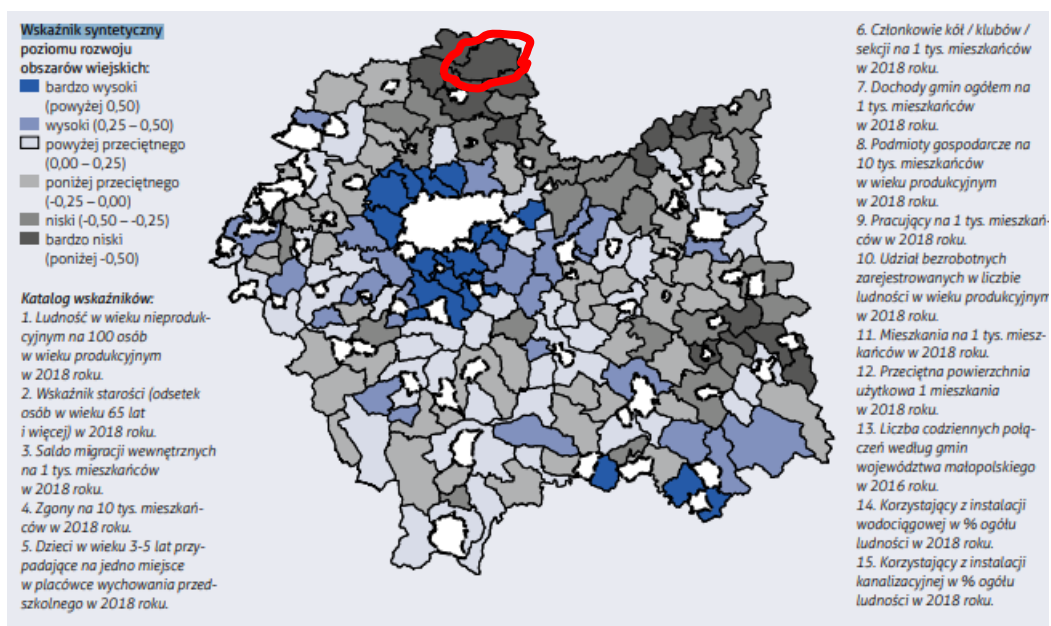 Wskaźnik syntetyczny
poziomu rozwoju
obszarów wiejskich:
bardzo wysoki
(powyżej 0,50)
wysoki (0,25 – 0,50)
powyżej przeciętnego
(0,00 – 0,25)
poniżej przeciętnego
(-0,25 – 0,00)
niski (-0,50 – -0,25)
bardzo niski
(poniżej -0,50)
Katalog wskaźników:
1. Ludność w wieku nieproduk-
cyjnym na 100 osób
w wieku produkcyjnym
w 2018 roku.
2. Wskaźnik starości (odsetek
osób w wieku 65 lat
i więcej) w 2018 roku.
3. Saldo migracji wewnętrznych
na 1 tys. mieszkańców
w 2018 roku.
4. Zgony na 10 tys. mieszkań-
ców w 2018 roku.
5. Dzieci w wieku 3-5 lat przy-
padające na jedno miejsce
w placówce wychowania przed-
szkolnego w 2018 roku.
6. Członkowie kół / klubów /
sekcji na 1 tys. mieszkańców
w 2018 roku.
7. Dochody gmin ogółem na
1 tys. mieszkańców
w 2018 roku.
8. Podmioty gospodarcze na
10 tys. mieszkańców
w wieku produkcyjnym
w 2018 roku.
9. Pracujący na 1 tys. mieszkań-
ców w 2018 roku.
10. Udział bezrobotnych
zarejestrowanych w liczbie
ludności w wieku produkcyjnym
w 2018 roku.
11. Mieszkania na 1 tys. miesz-
kańców w 2018 roku.
12. Przeciętna powierzchnia
użytkowa 1 mieszkania
w 2018 roku.
13. Liczba codziennych połą-
czeń według gmin
województwa małopolskiego
w 2016 roku.
14. Korzystający z instalacji
wodociągowej w % ogółu
ludności w 2018 roku.
15. Korzystający z instalacji
kanalizacyjnej w % ogółu
ludności w 2018 roku.